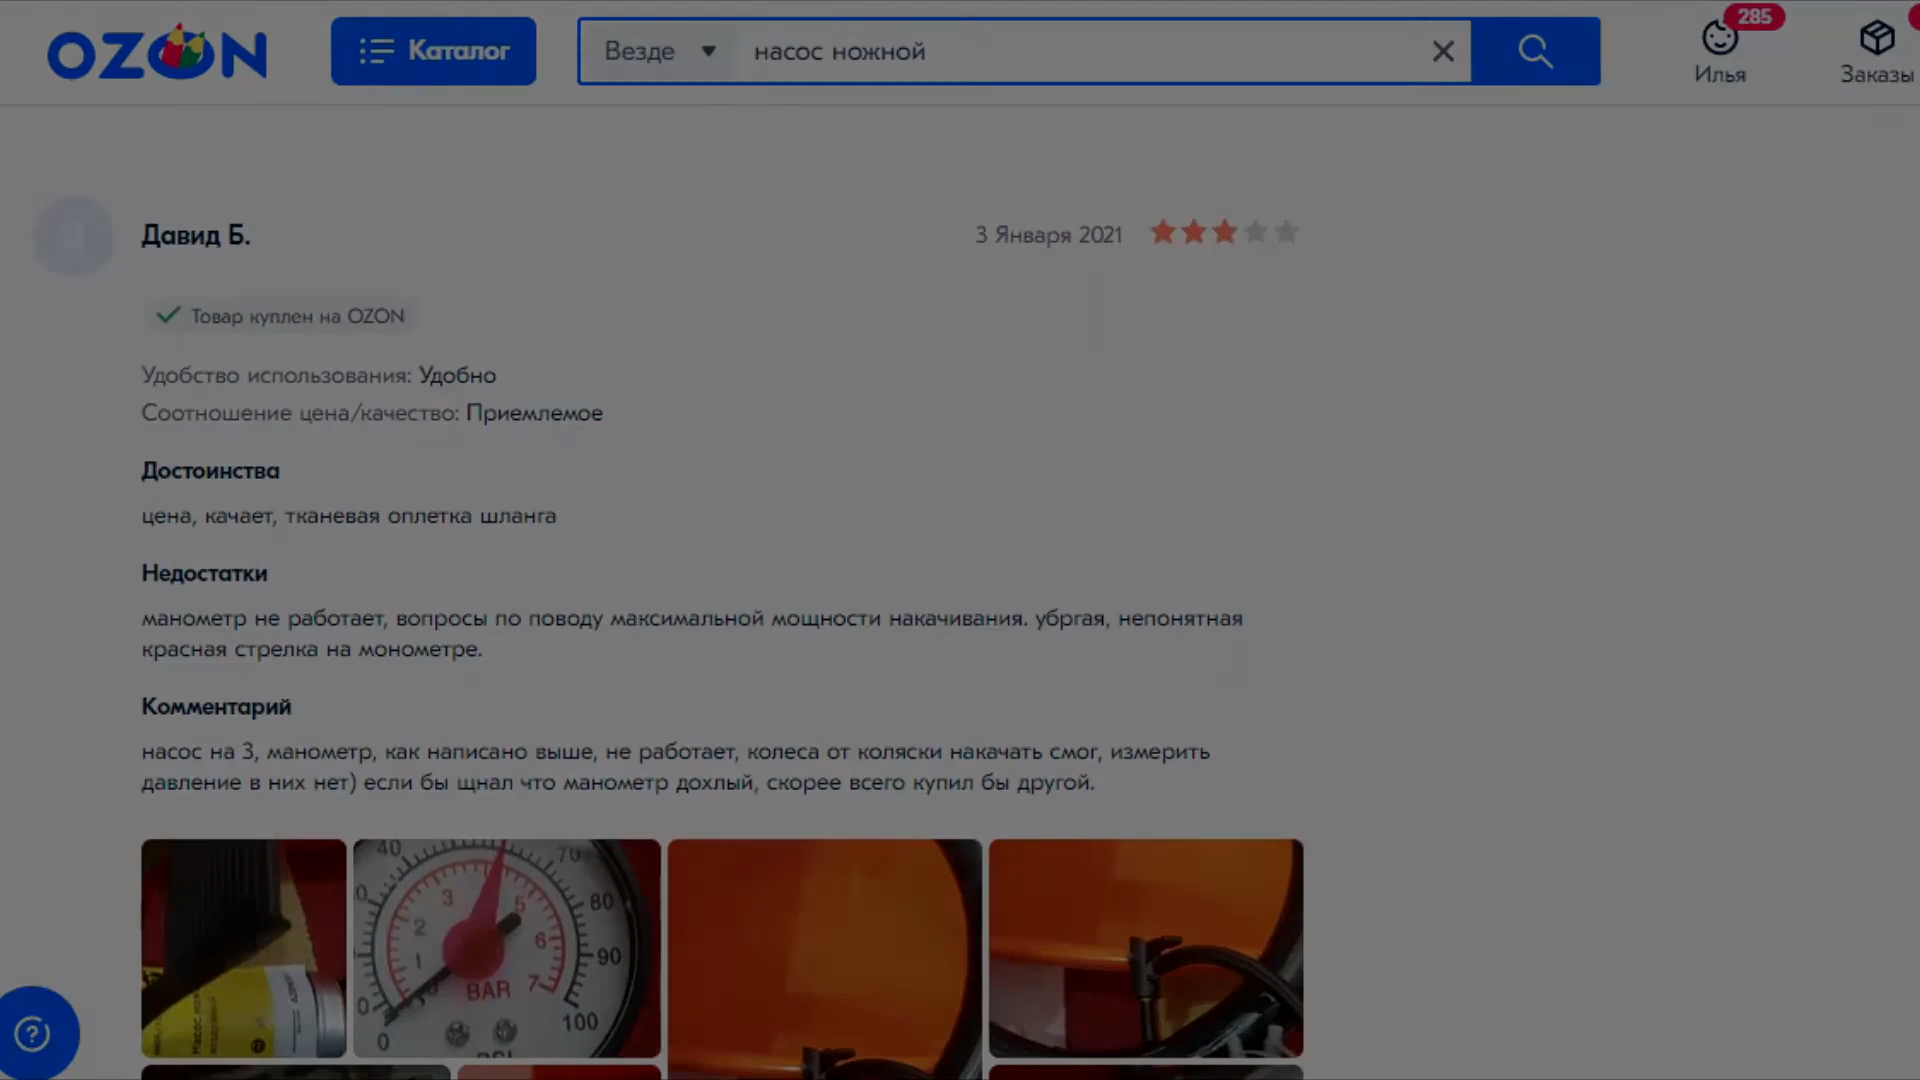 OZON
Каталог
Везде
насос ножной
285
Илья
Заказы
Давид Б.
3 Января 2021
Товар куплен на OZON
Удобство использования: Удобно
Соотношение цена/качество: Приемлемое
Достоинства
цена, качает, тканевая оплетка шланга
Недостатки
манометр не работает, вопросы по поводу максимальной мощности накачивания. убргая, непонятная
красная стрелка на монометре.
Комментарий
насос на 3, манометр, как написано выше, не работает, колеса от коляски накачать смог, измерить
давление в них нет) если бы щнал что манометр дохлый, скорее всего купил бы другой.
40
70
80
90
100
0
1
2
3
5
6
7
BAR